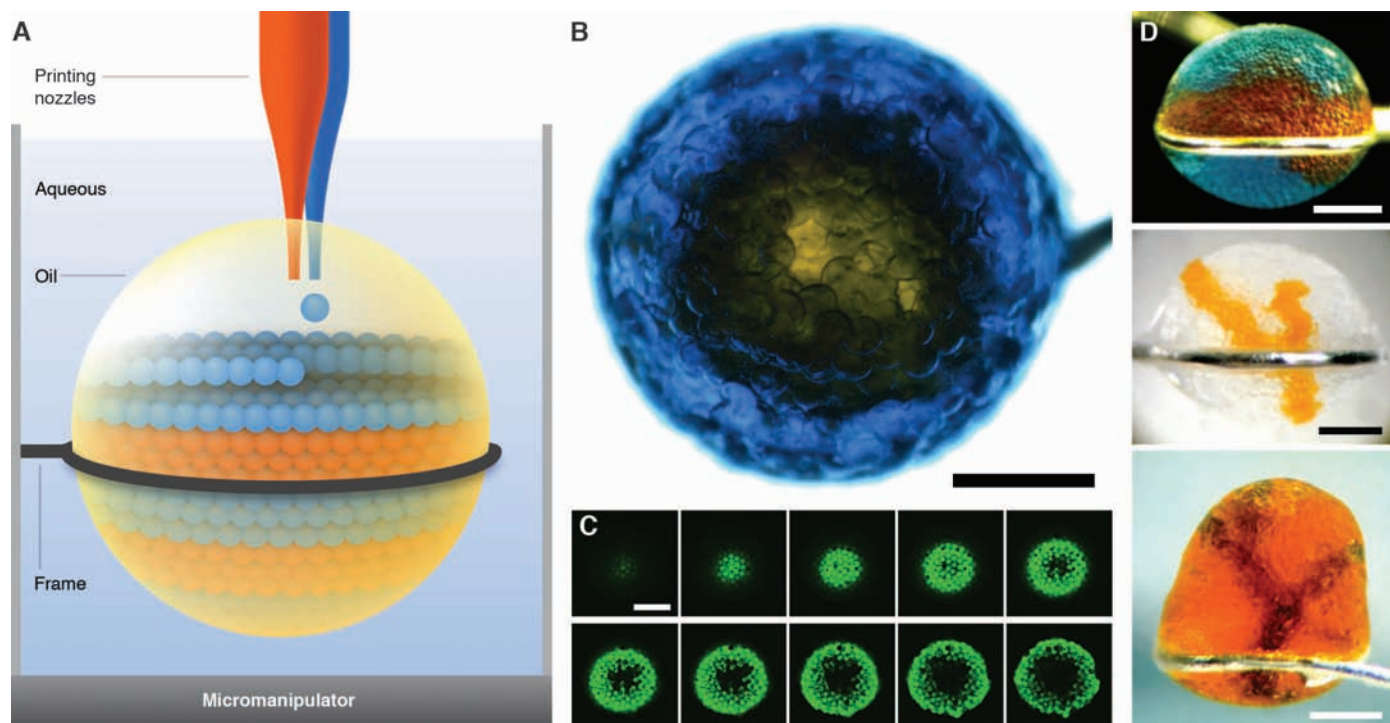 A
Printing
nozzles
Aqueous
Oil
Frame
Micromanipulator
B
C
D